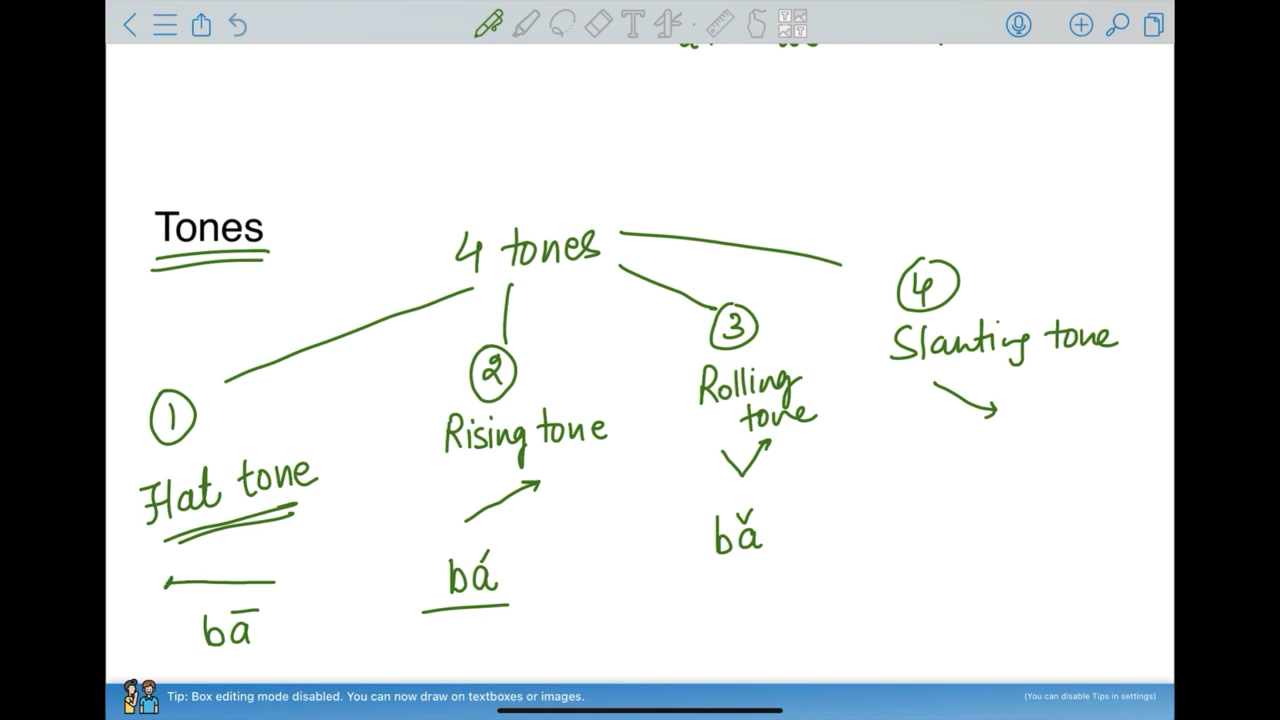 Tones
4 tones
1
Flat tone
bā
2
Rising tone
bá
3
Rolling
tone
bǎ
4
Slanting tone
Tip: Box editing mode disabled. You can now draw on textboxes or images.
(You can disable Tips in settings)